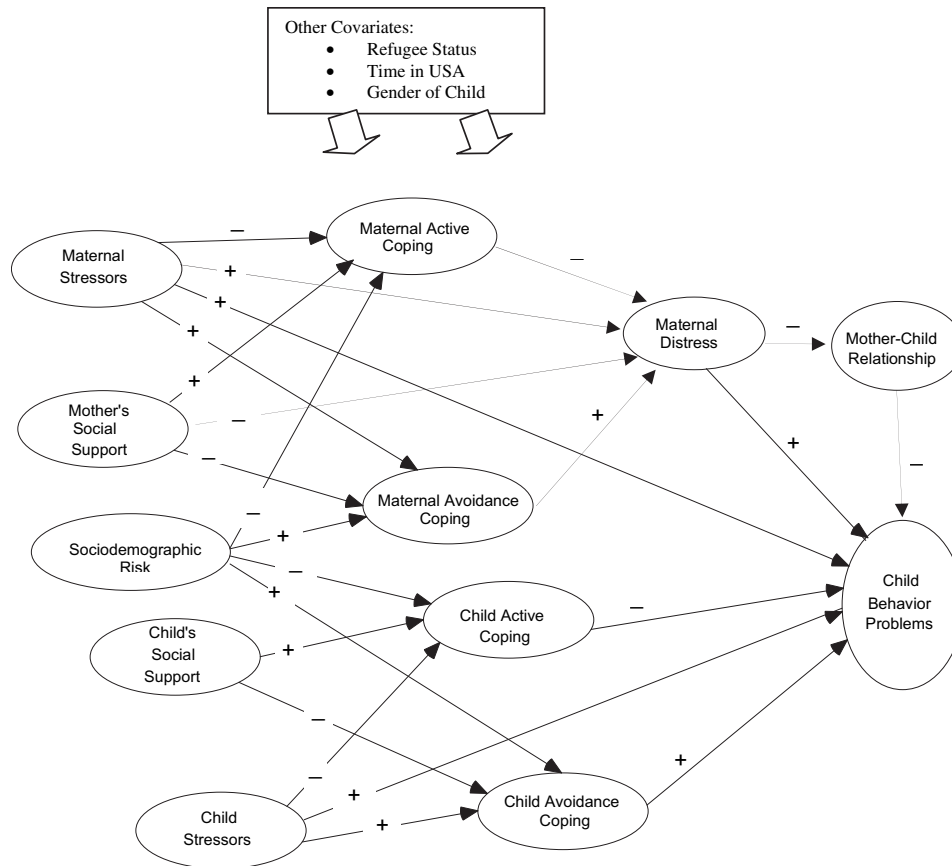 Other Covariates:
• Refugee Status
• Time in USA
• Gender of Child
Maternal Active
Coping
Maternal
Stressors
Maternal
Distress
Mother-Child
Relationship
Mother's
Social
Support
Maternal Avoidance
Coping
Sociodemographic
Risk
Child Active
Coping
Child
Behavior
Problems
Child's
Social
Support
Child Avoidance
Coping
Child
Stressors
–
+
+
+
+
–
–
–
+
–
+
–
+
+
–
–
–
+
–
+
+
–
+
–
+